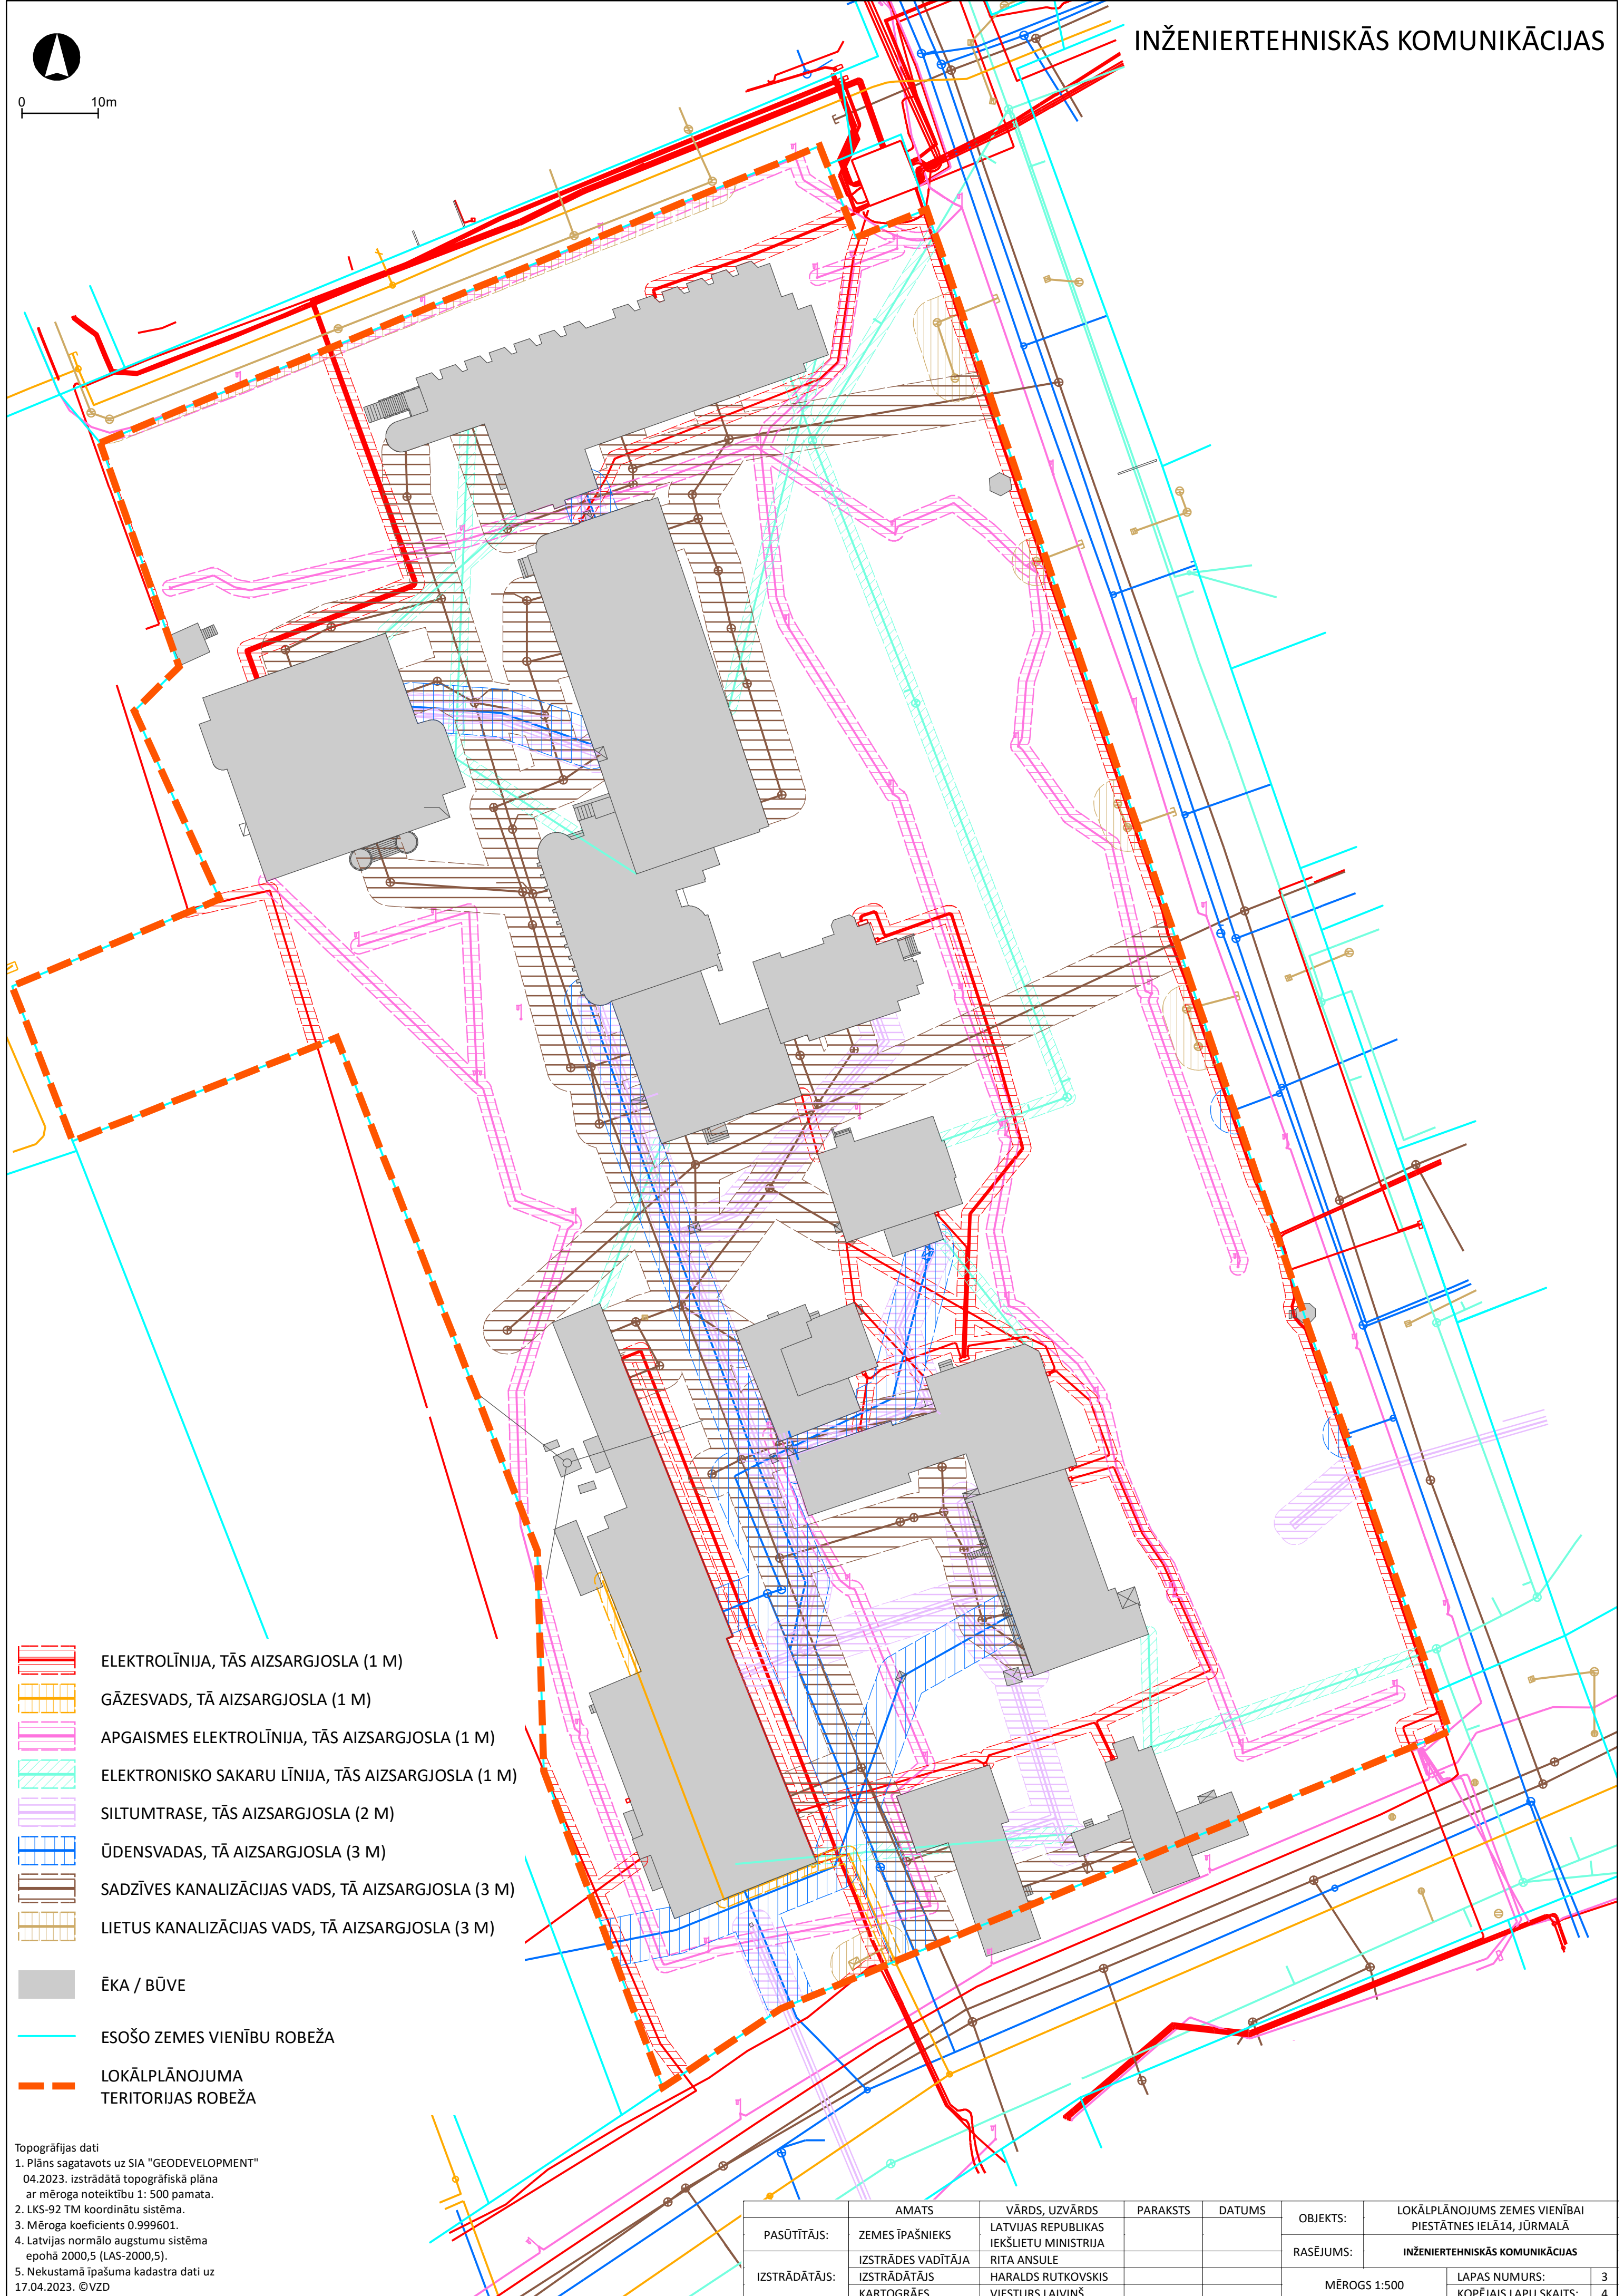 INŽENIERTEHNISKĀS KOMUNIKĀCIJAS
0 10m
ELEKTROLĪNIJA, TĀS AIZSARGJOSLA (1 M)
GĀZESVADS, TĀ AIZSARGJOSLA (1 M)
APGAISMES ELEKTROLĪNIJA, TĀS AIZSARGJOSLA (1 M)
ELEKTRONISKO SAKARU LĪNIJA, TĀS AIZSARGJOSLA (1 M)
SILTUMTRASE, TĀS AIZSARGJOSLA (2 M)
ŪDENSVADAS, TĀ AIZSARGJOSLA (3 M)
SADZĪVES KANALIZĀCIJAS VADS, TĀ AIZSARGJOSLA (3 M)
LIETUS KANALIZĀCIJAS VADS, TĀ AIZSARGJOSLA (3 M)
ĒKA / BŪVE
ESOŠO ZEMES VIENĪBU ROBEŽA
LOKĀLPLĀNOJUMA
TERITORIJAS ROBEŽA
Topogrāfijas dati
1. Plāns sagatavots uz SIA "GEODEVELOPMENT"
04.2023. izstrādātā topogrāfiskā plāna
ar mēroga noteiktību 1: 500 pamata.
2. LKS-92 TM koordinātu sistēma.
3. Mēroga koeficients 0.999601.
4. Latvijas normālo augstumu sistēma
epohā 2000,5 (LAS-2000,5).
5. Nekustamā īpašuma kadastra dati uz
17.04.2023. ©VZD
AMATS VĀRDS, UZVĀRDS PARAKSTS DATUMS
PASŪTĪTĀJS: ZEMES ĪPAŠNIEKS LATVIJAS REPUBLIKAS
IEKŠLIETU MINISTRIJA
IZSTRĀDĀTĀJS: IZSTRĀDES VADĪTĀJA RITA ANSULE
IZSTRĀDĀTĀJS HARALDS RUTKOVSKIS
KARTOGRĀFS VIESTURS LAIVIŅŠ
OBJEKTS: LOKĀLPLĀNOJUMS ZEMES VIENĪBAI
PIESTĀTNES IELĀ14, JŪRMALĀ
RASĒJUMS: INŽENIERTEHNISKĀS KOMUNIKĀCIJAS
MĒROGS 1:500 LAPAS NUMURS: 3
KOPĒJAIS LAPU SKAITS: 4